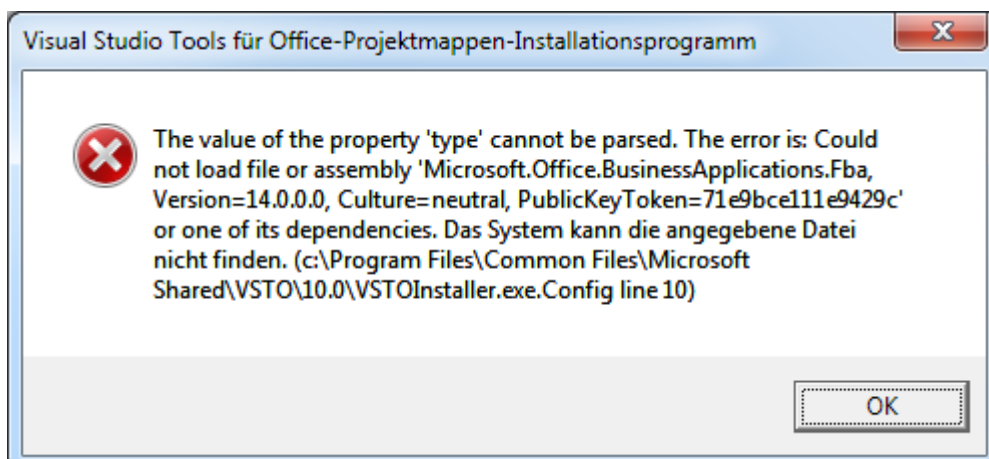 Visual Studio Tools für Office-Projektmappen-Installationsprogramm
The value of the property 'type' cannot be parsed. The error is: Could
not load file or assembly 'Microsoft.Office.BusinessApplications.Fba,
Version=14.0.0.0, Culture=neutral, PublicKeyToken=71e9bce111e9429c'
or one of its dependencies. Das System kann die angegebene Datei
nicht finden. (c:\Program Files\Common Files\Microsoft
Shared\VSTO\10.0\VSTOInstaller.exe.Config line 10)
OK